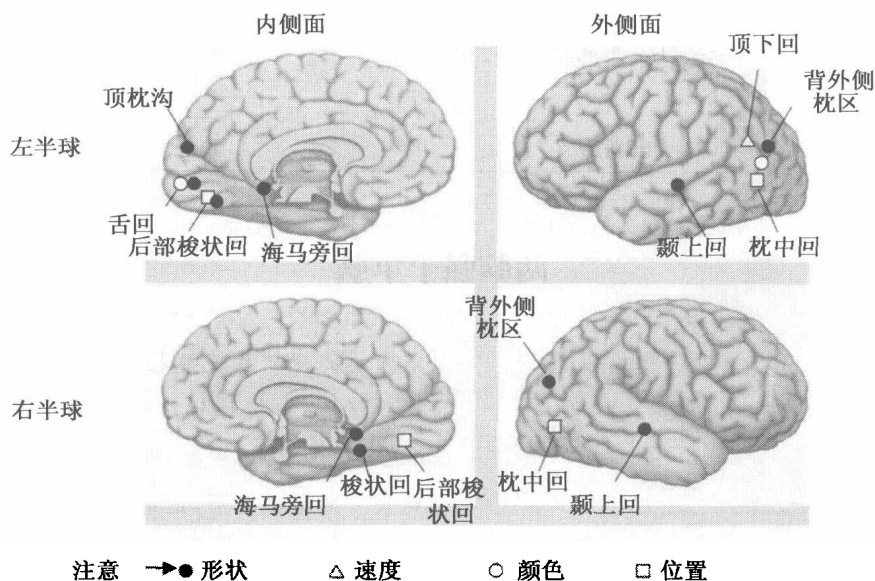 内侧面
外侧面
顶下回
背外侧
枕区
顶枕沟
左半球
舌回
后部梭状回
海马旁回
颞上回
枕中回
背外侧
枕区
右半球
海马旁回
梭状回
后部梭
状回
枕中回
颞上回
注意
形状
速度
颜色
位置